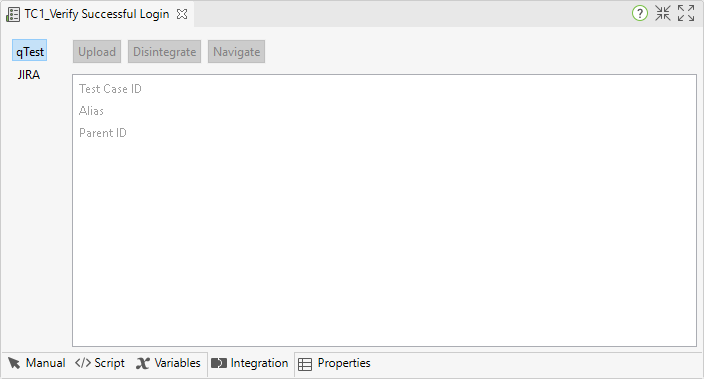 TC1_Verify Successful Login
qTest
Upload Disintegrate Navigate
JIRA
Test Case ID
Alias
Parent ID
Manual </> Script Variables Integration Properties